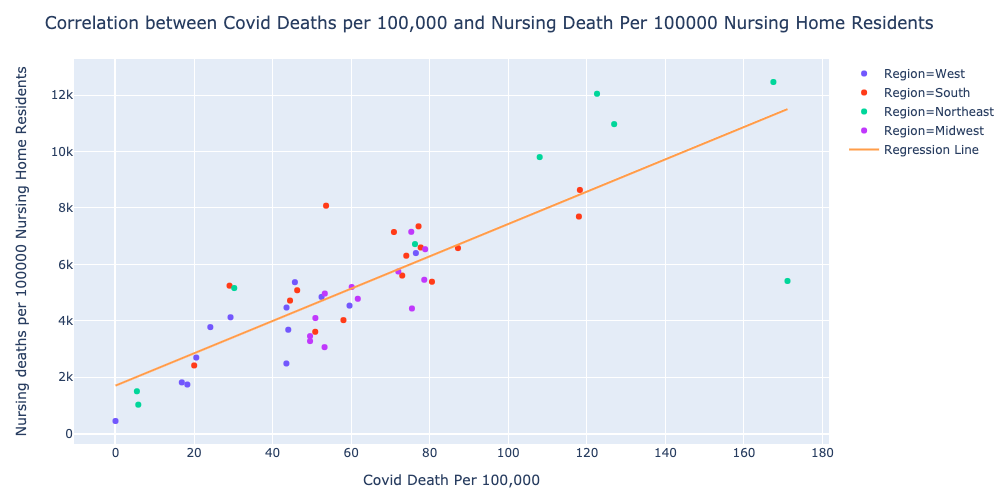 Correlation between Covid Deaths per 100,000 and Nursing Death Per 100000 Nursing Home Residents
Nursing deaths per 100000 Nursing Home Residents
12k
10k
8k
6k
4k
2k
0
0 20 40 60 80 100 120 140 160 180
Covid Death Per 100,000
Region=West
Region=South
Region=Northeast
Region=Midwest
Regression Line